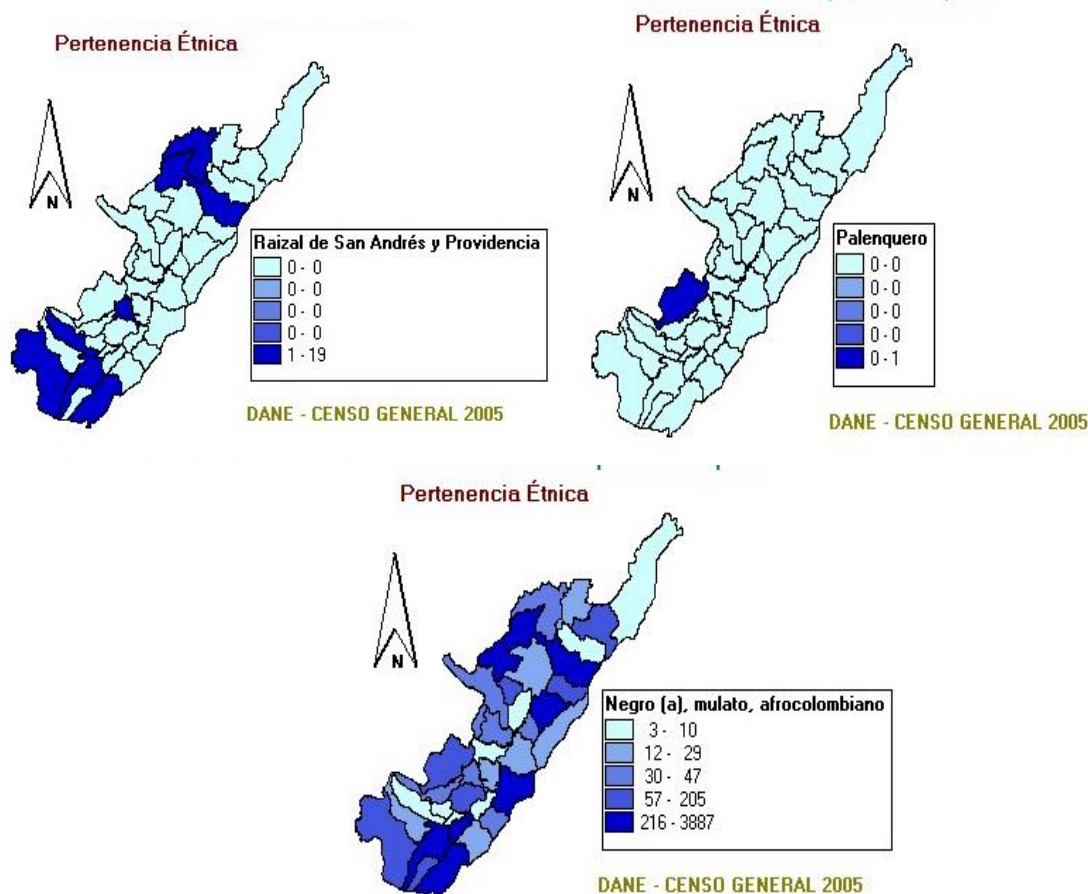 Pertenencia Étnica
N
Raizal de San Andrés y Providencia
0 - 0
0 - 0
0 - 0
0 - 0
1 - 19
DANE - CENSO GENERAL 2005
Pertenencia Étnica
N
Palenquero
0 - 0
0 - 0
0 - 0
0 - 0
0 - 1
DANE - CENSO GENERAL 2005
Pertenencia Étnica
N
Negro (a), mulato, afrocolombiano
3 - 10
12 - 29
30 - 47
57 - 205
216 - 3887
DANE - CENSO GENERAL 2005